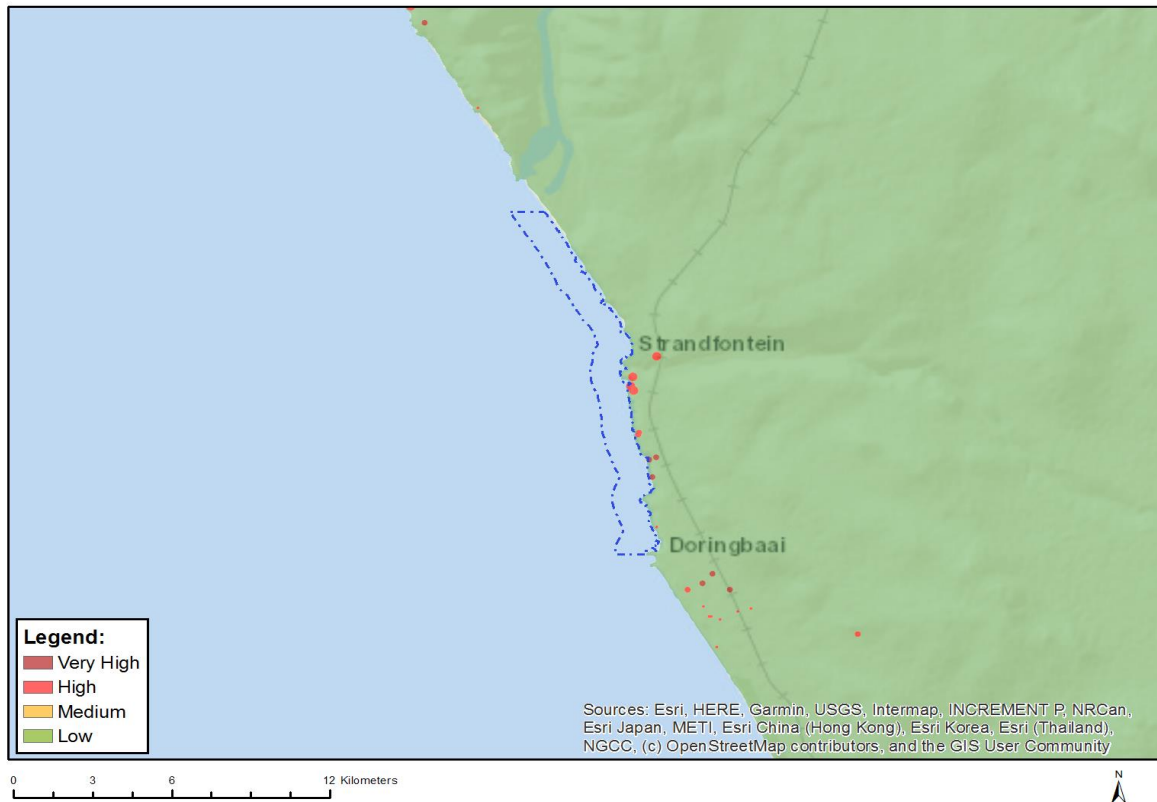 Strandfontein
Doringbaai
Legend:
Very High
High
Medium
Low
Sources: Esri, HERE, Garmin, USGS, Intermap, INCREMENT P, NRCan,
Esri Japan, METI, Esri China (Hong Kong), Esri Korea, Esri (Thailand),
NGCC, (c) OpenStreetMap contributors, and the GIS User Community
0 3 6 12 Kilometers
N